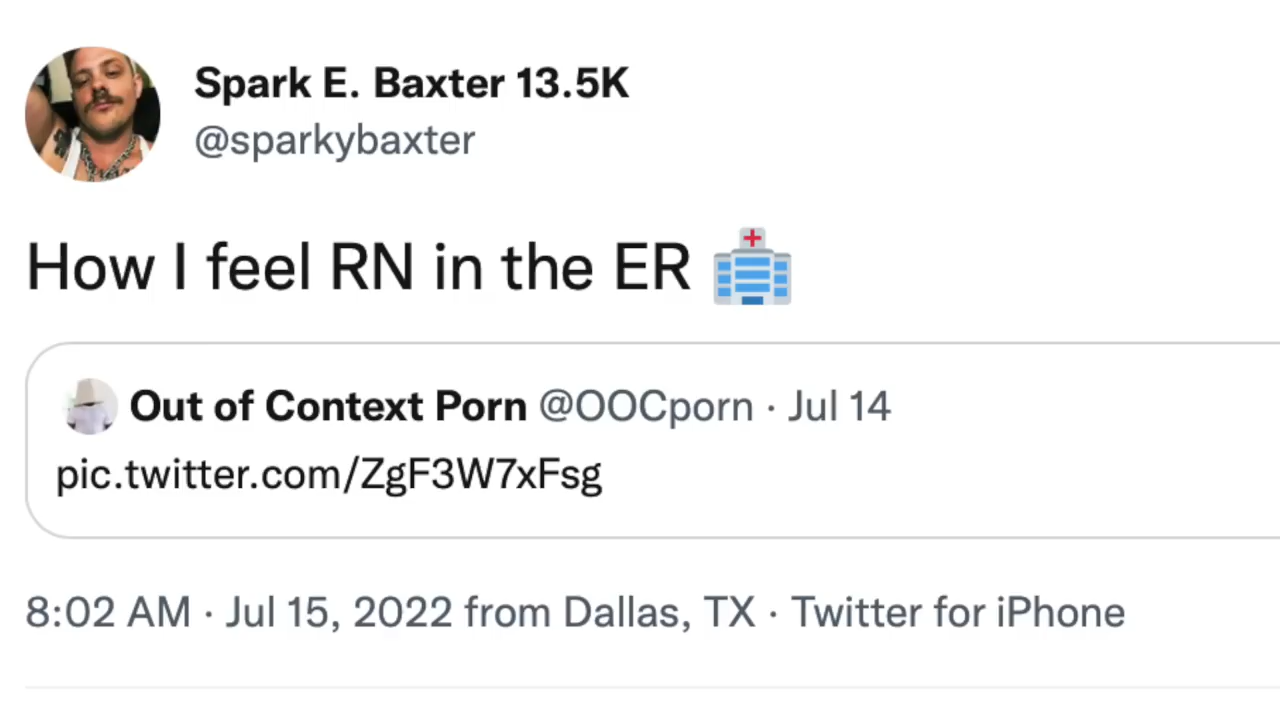 Spark E. Baxter 13.5K
@sparkybaxter
How I feel RN in the ER 🏥
Out of Context Porn @OOCporn · Jul 14
pic.twitter.com/ZgF3W7xFsg
8:02 AM · Jul 15, 2022 from Dallas, TX · Twitter for iPhone